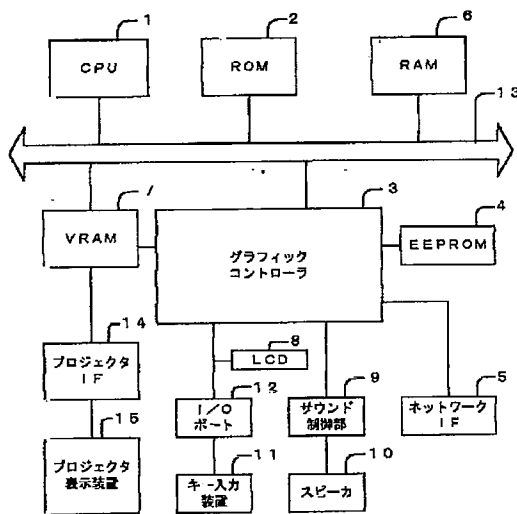 1
2
6
CPU
ROM
RAM
13
3
4
VRAM
グラフィック
コントローラ
EEPROM
14
8
LCD
プロジェクタ
IF
12
9
5
I/O
ポート
サウンド
制御部
ネットワーク
IF
15
11
10
プロジェクタ
表示装置
キー入力
装置
スピーカ